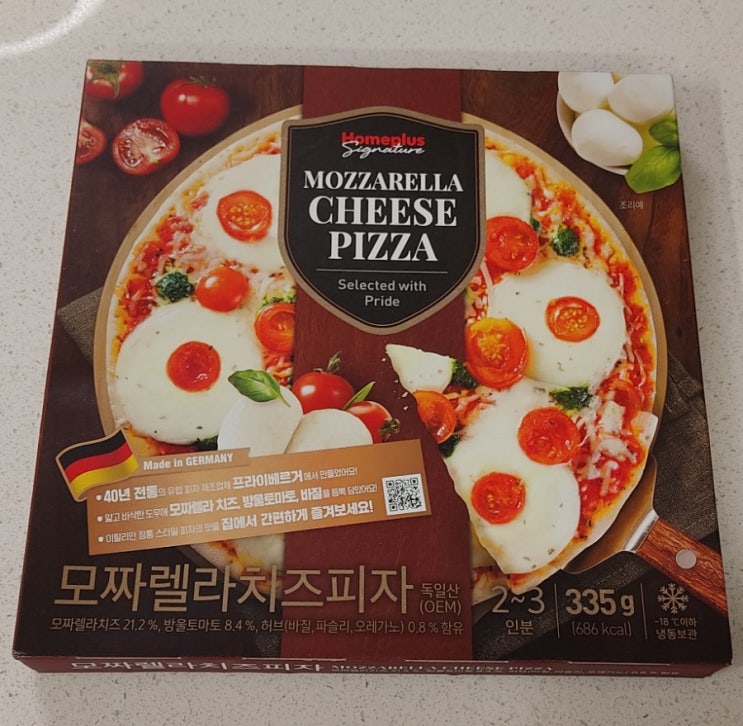 Homeplus
Signature
MOZZARELLA
CHEESE
PIZZA
Selected with
Pride
조리예
Made in GERMANY
• 40년 전통의 유럽 피자 제조업체 프라이베르거에서 만들었어요!
• 얇고 바삭한 도우에 모짜렐라 치즈, 방울토마토, 바질을 듬뿍 담았어요!
• 이탈리안 정통 스타일 피자의 맛을 집에서 간편하게 즐겨보세요!
모짜렐라치즈피자 독일산
(OEM)
2~3
인분
335 g
(686 kcal)
-18 ℃이하
냉동보관
모짜렐라치즈 21.2 %, 방울토마토 8.4 %, 허브(바질, 파슬리, 오레가노) 0.8 % 함유
모짜렐라치즈피자 MOZZARELLA CHEESE PIZZA